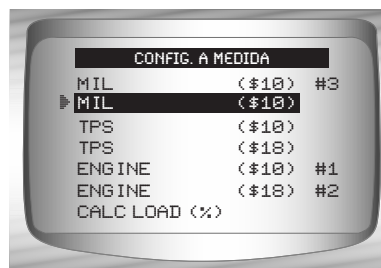 CONFIG. A MEDIDA
MIL ($10) #3
MIL ($10)
TPS ($10)
TPS ($18)
ENGINE ($10) #1
ENGINE ($18) #2
CALC LOAD (%)